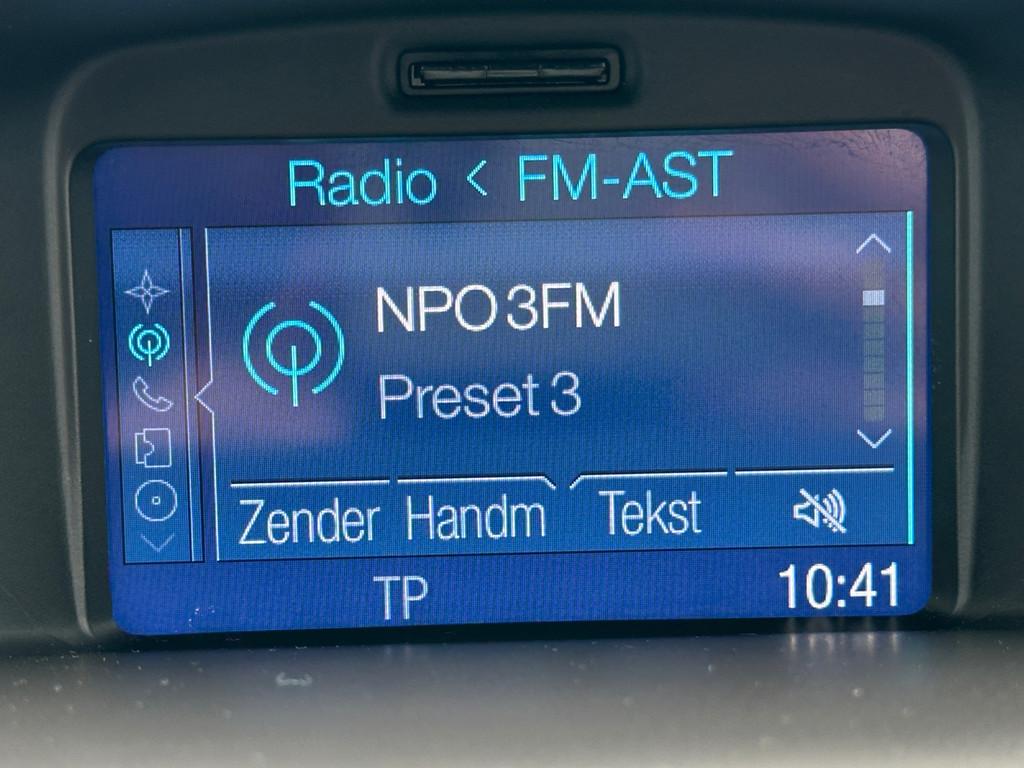 Radio < FM-AST
NPO 3FM
Preset 3
Zender Handm Tekst
TP 10:41